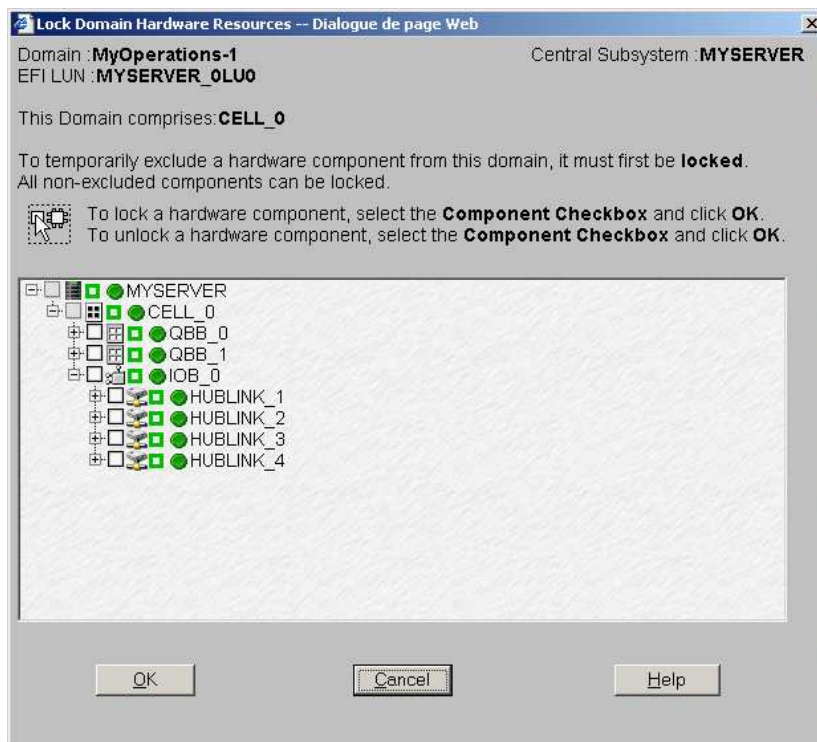 Lock Domain Hardware Resources -- Dialogue de page Web
Domain :MyOperations-1
Central Subsystem :MYSERVER
EFI LUN :MYSERVER_0LU0
This Domain comprises:CELL_0
To temporarily exclude a hardware component from this domain, it must first be locked.
All non-excluded components can be locked.
To lock a hardware component, select the Component Checkbox and click OK.
To unlock a hardware component, select the Component Checkbox and click OK.
MYSERVER
CELL_0
QBB_0
QBB_1
IOB_0
HUBLINK_1
HUBLINK_2
HUBLINK_3
HUBLINK_4
OK
Cancel
Help